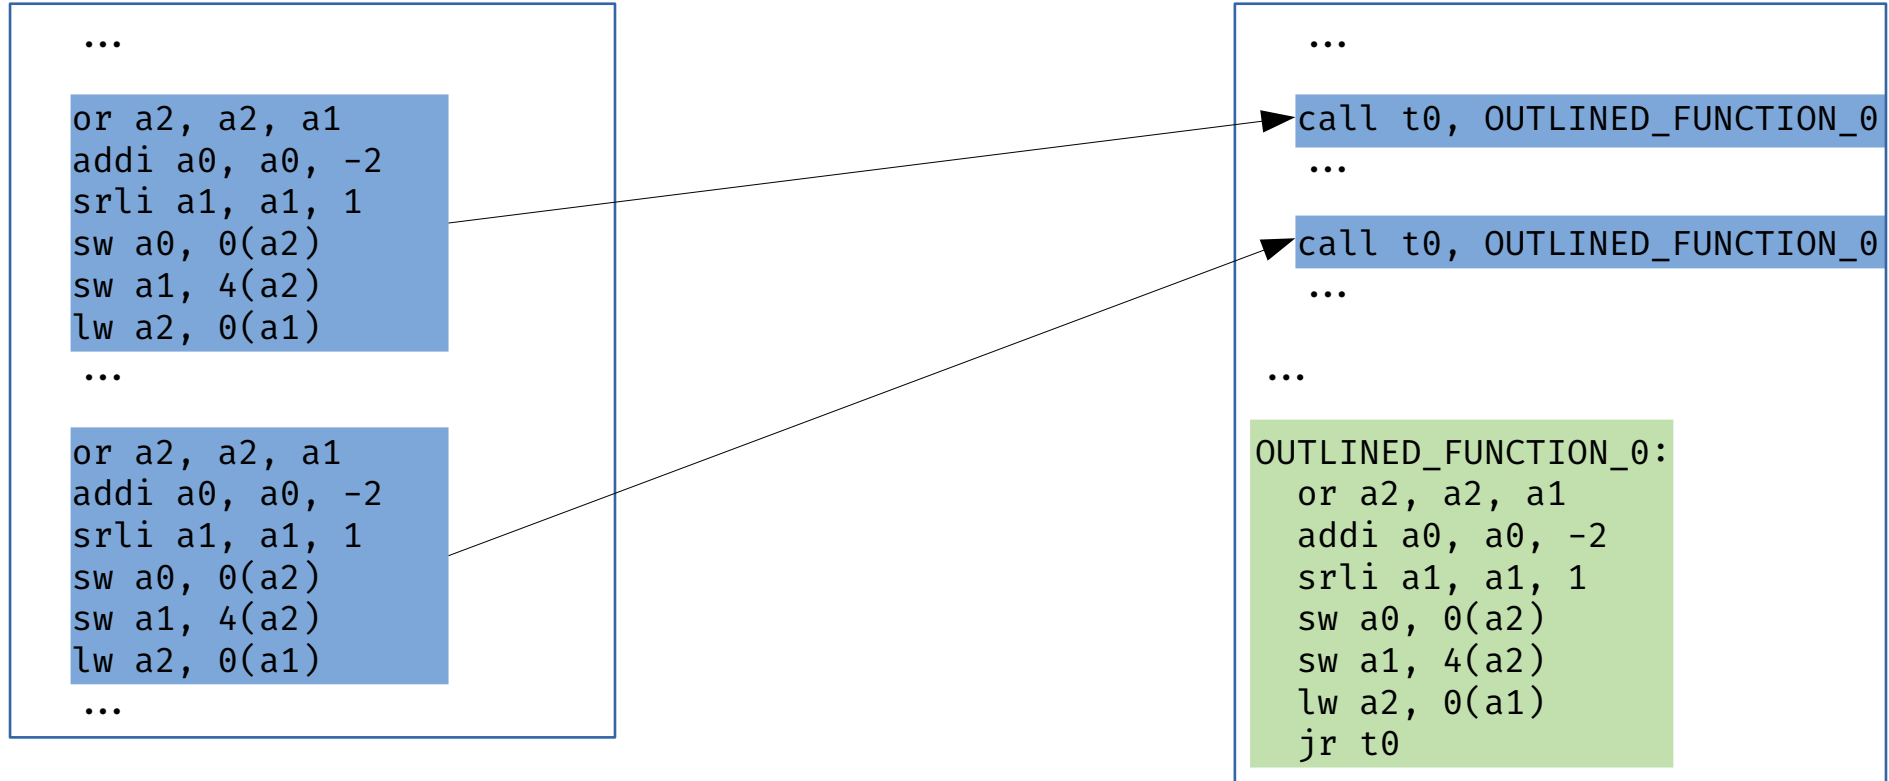 ...
or a2, a2, a1
addi a0, a0, -2
srli a1, a1, 1
sw a0, 0(a2)
sw a1, 4(a2)
lw a2, 0(a1)
...
or a2, a2, a1
addi a0, a0, -2
srli a1, a1, 1
sw a0, 0(a2)
sw a1, 4(a2)
lw a2, 0(a1)
...
...
call t0, OUTLINED_FUNCTION_0
...
call t0, OUTLINED_FUNCTION_0
...
...
OUTLINED_FUNCTION_0:
or a2, a2, a1
addi a0, a0, -2
srli a1, a1, 1
sw a0, 0(a2)
sw a1, 4(a2)
lw a2, 0(a1)
jr t0